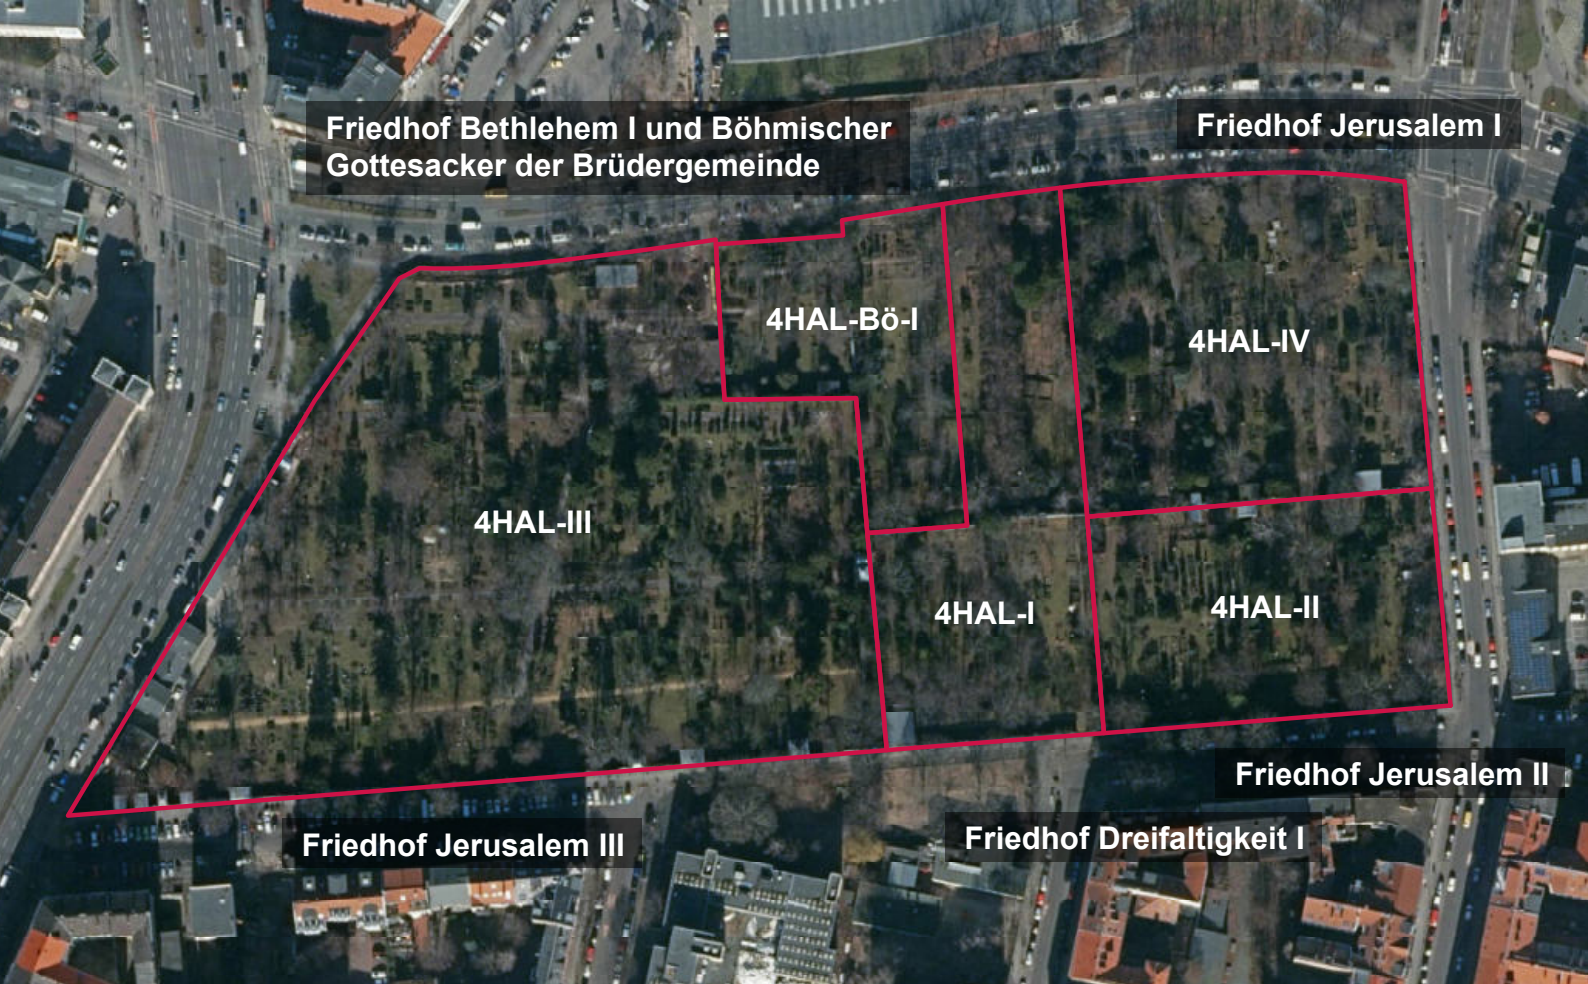 Friedhof Bethlehem I und Böhmischer
Gottesacker der Brüdergemeinde
Friedhof Jerusalem I
4HAL-Bö-I
4HAL-IV
4HAL-III
4HAL-I
4HAL-II
Friedhof Jerusalem II
Friedhof Jerusalem III
Friedhof Dreifaltigkeit I